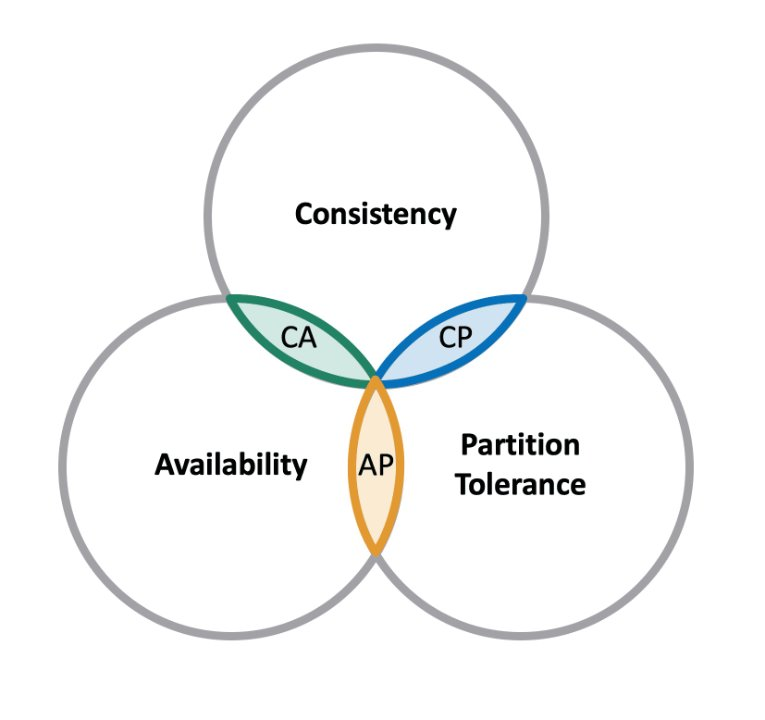 Consistency
CA
CP
Availability
AP
Partition
Tolerance